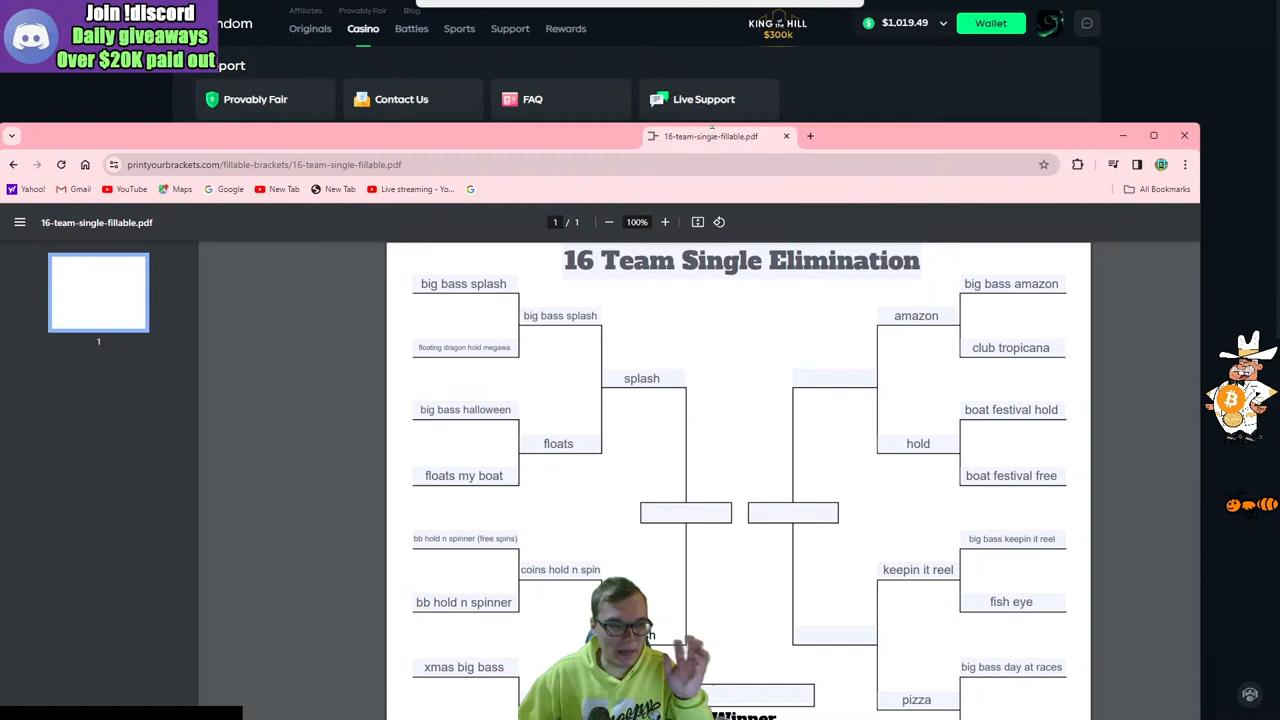 Join !discord
Daily giveaways
Over $20K paid out
ndom
Affiliates
Provably Fair
Blog
Originals
Casino
Battles
Sports
Support
Rewards
KING OF THE HILL
$300k
$1,019.49
Wallet
port
Provably Fair
Contact Us
FAQ
Live Support
16-team-single-fillable.pdf
printyourbrackets.com/fillable-brackets/16-team-single-fillable.pdf
Yahoo!
Gmail
YouTube
Maps
Google
New Tab
New Tab
Live streaming - Yo...
All Bookmarks
16-team-single-fillable.pdf
1 / 1
100%
1
16 Team Single Elimination
big bass splash
big bass amazon
big bass splash
amazon
floating dragon hold megawa
club tropicana
splash
big bass halloween
boat festival hold
floats
hold
floats my boat
boat festival free
bb hold n spinner (free spins)
big bass keepin it reel
coins hold n spin
keepin it reel
bb hold n spinner
fish eye
xmas big bass
big bass day at races
pizza
Winner